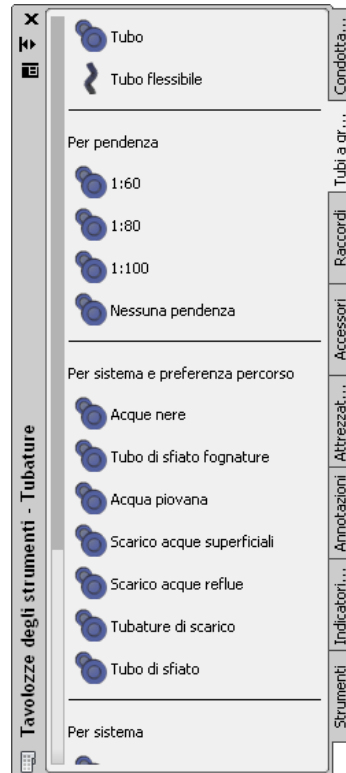 Tubo
Tubo flessibile
Per pendenza
1:60
1:80
1:100
Nessuna pendenza
Per sistema e preferenza percorso
Acque nere
Tubo di sfiato fognature
Acqua piovana
Scarico acque superficiali
Scarico acque reflue
Tubature di scarico
Tubo di sfiato
Per sistema
Tavolozze degli strumenti - Tubature
Condotta...
Tubi a gr...
Raccordi
Accessori
Attrezzat...
Annotazioni
Indicatori...
Strumenti